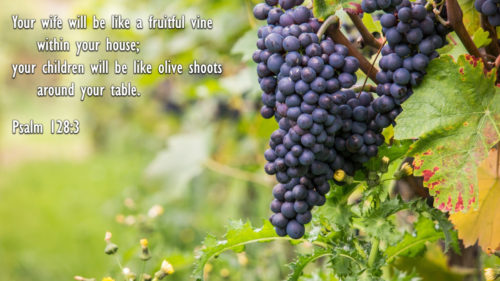 Your wife will be like a fruitful vine
within your house;
your children will be like olive shoots
around your table.
Psalm 128:3